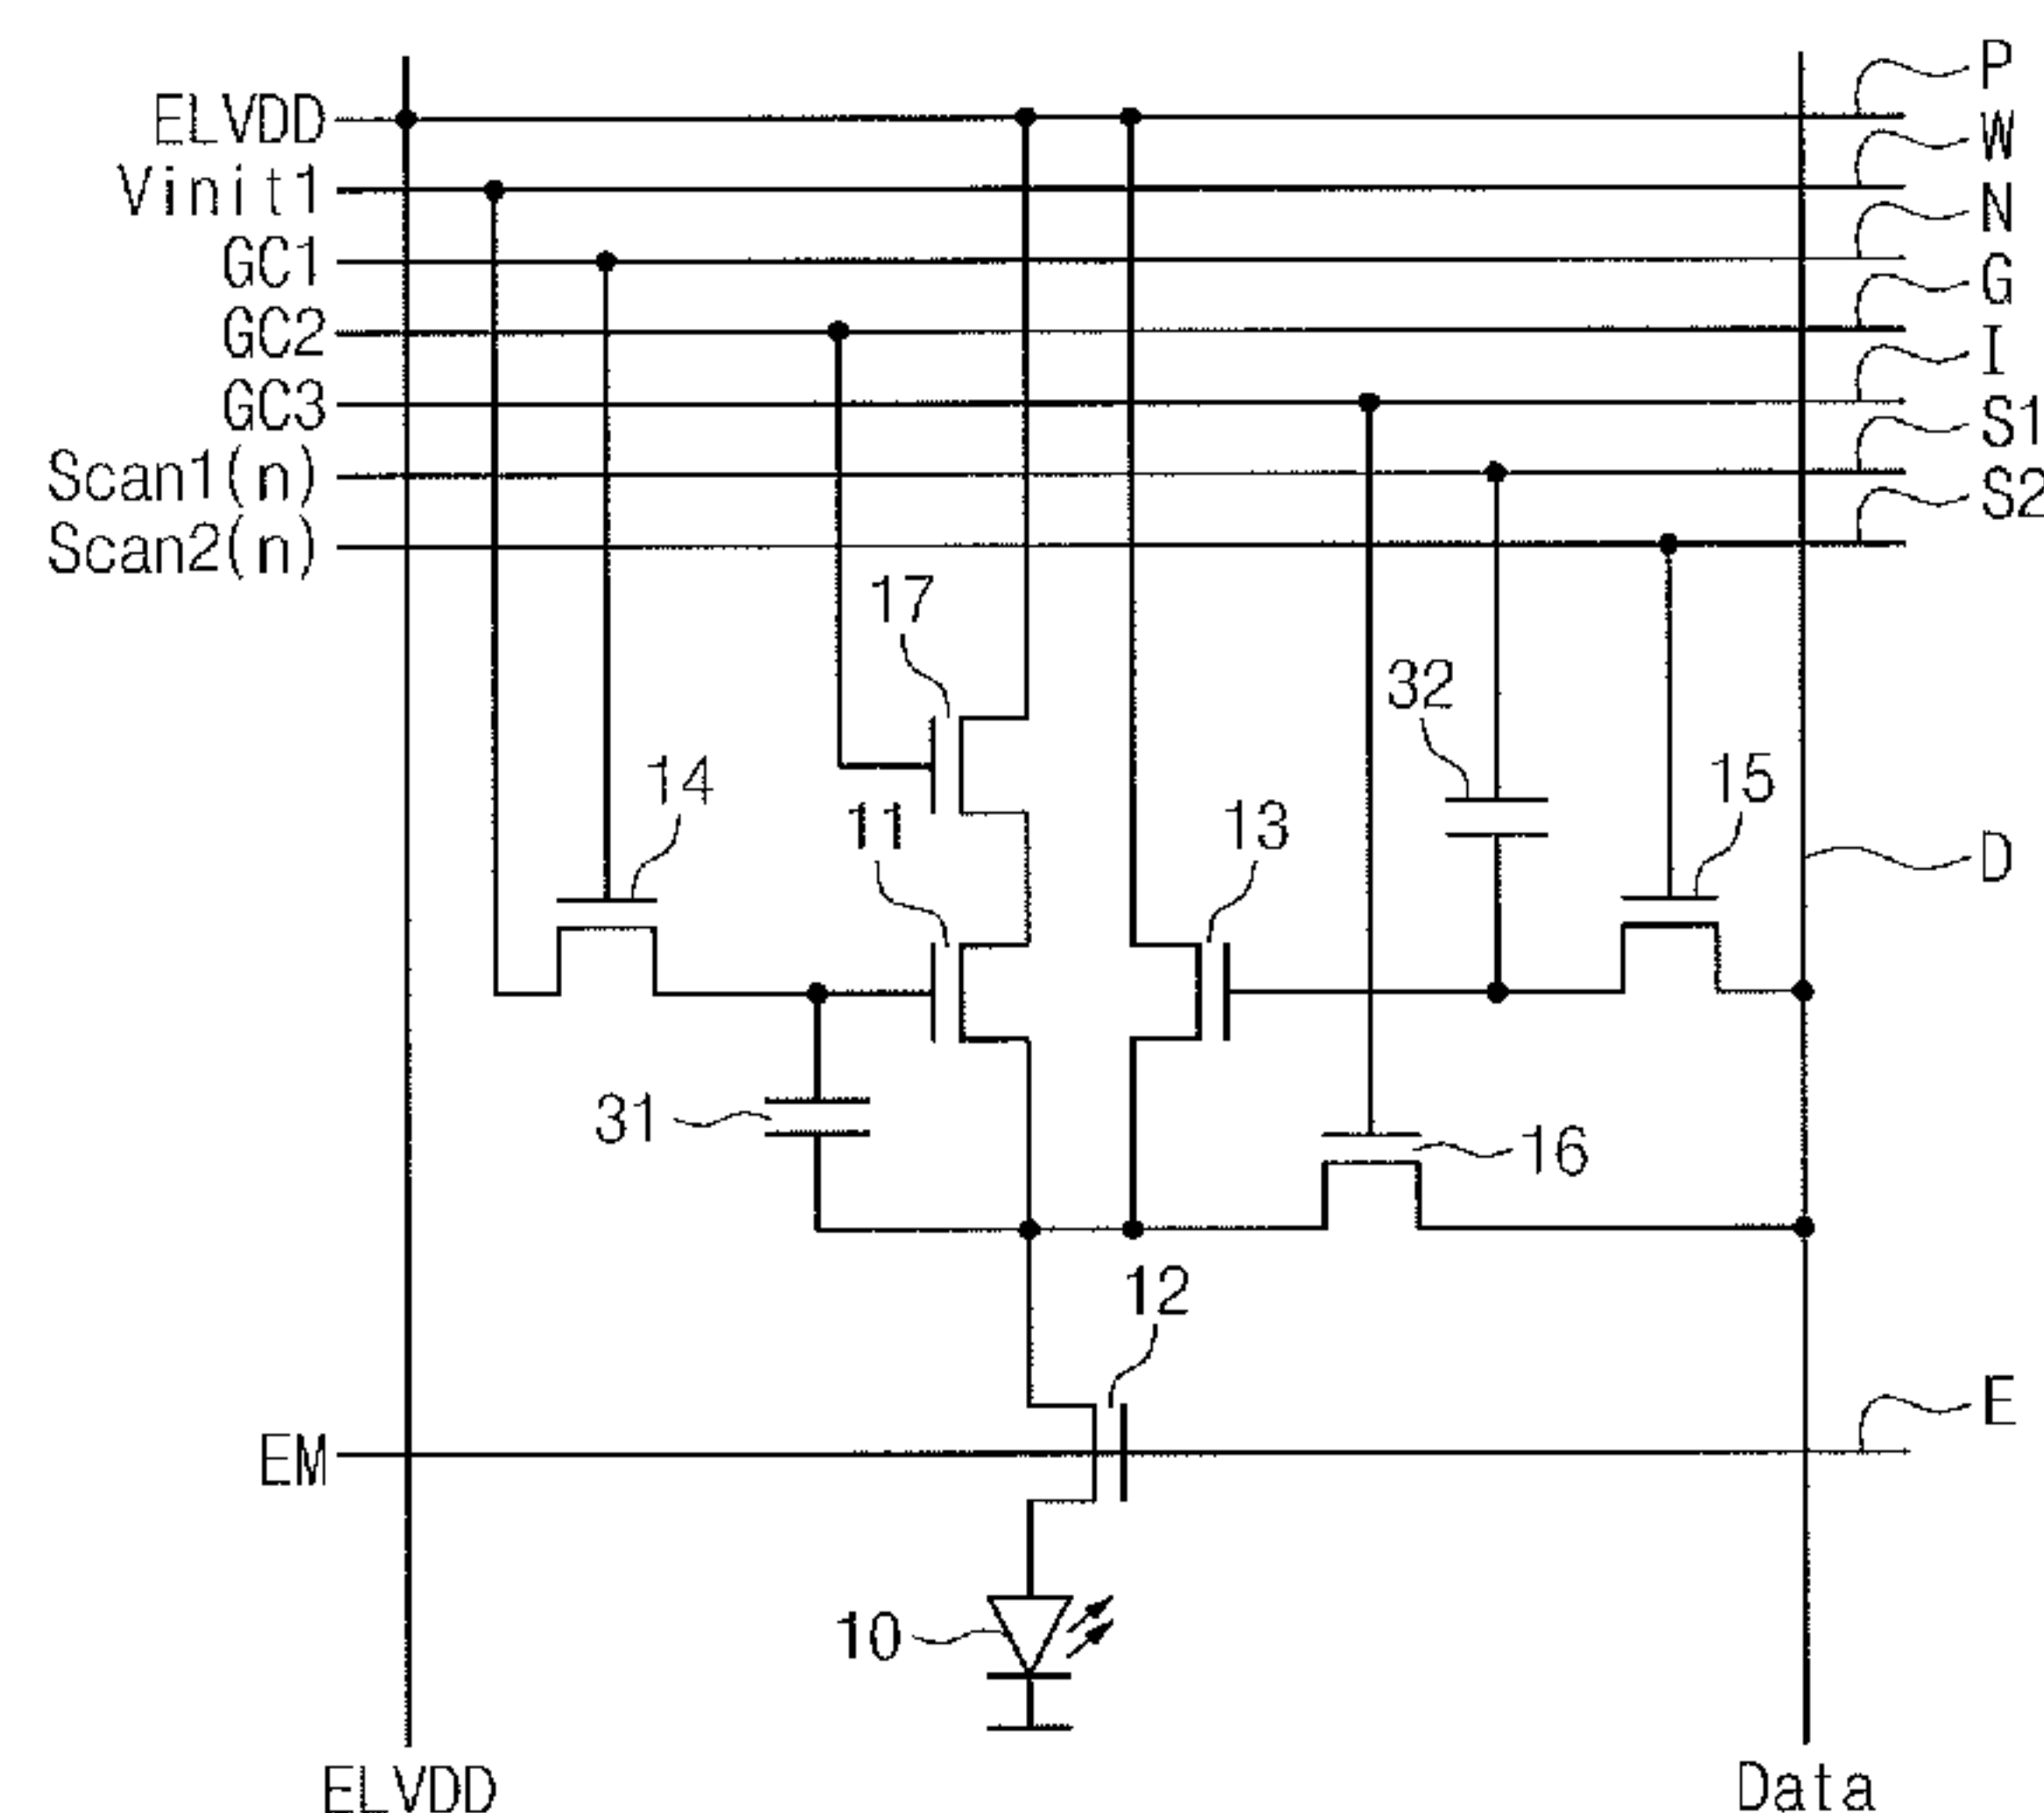 ELVDD
P
Vinit1
W
GC1
N
GC2
G
GC3
I
Scan1(n)
S1
Scan2(n)
S2
17
32
14
11
13
15
D
31
16
12
EM
E
10
ELVDD
Data